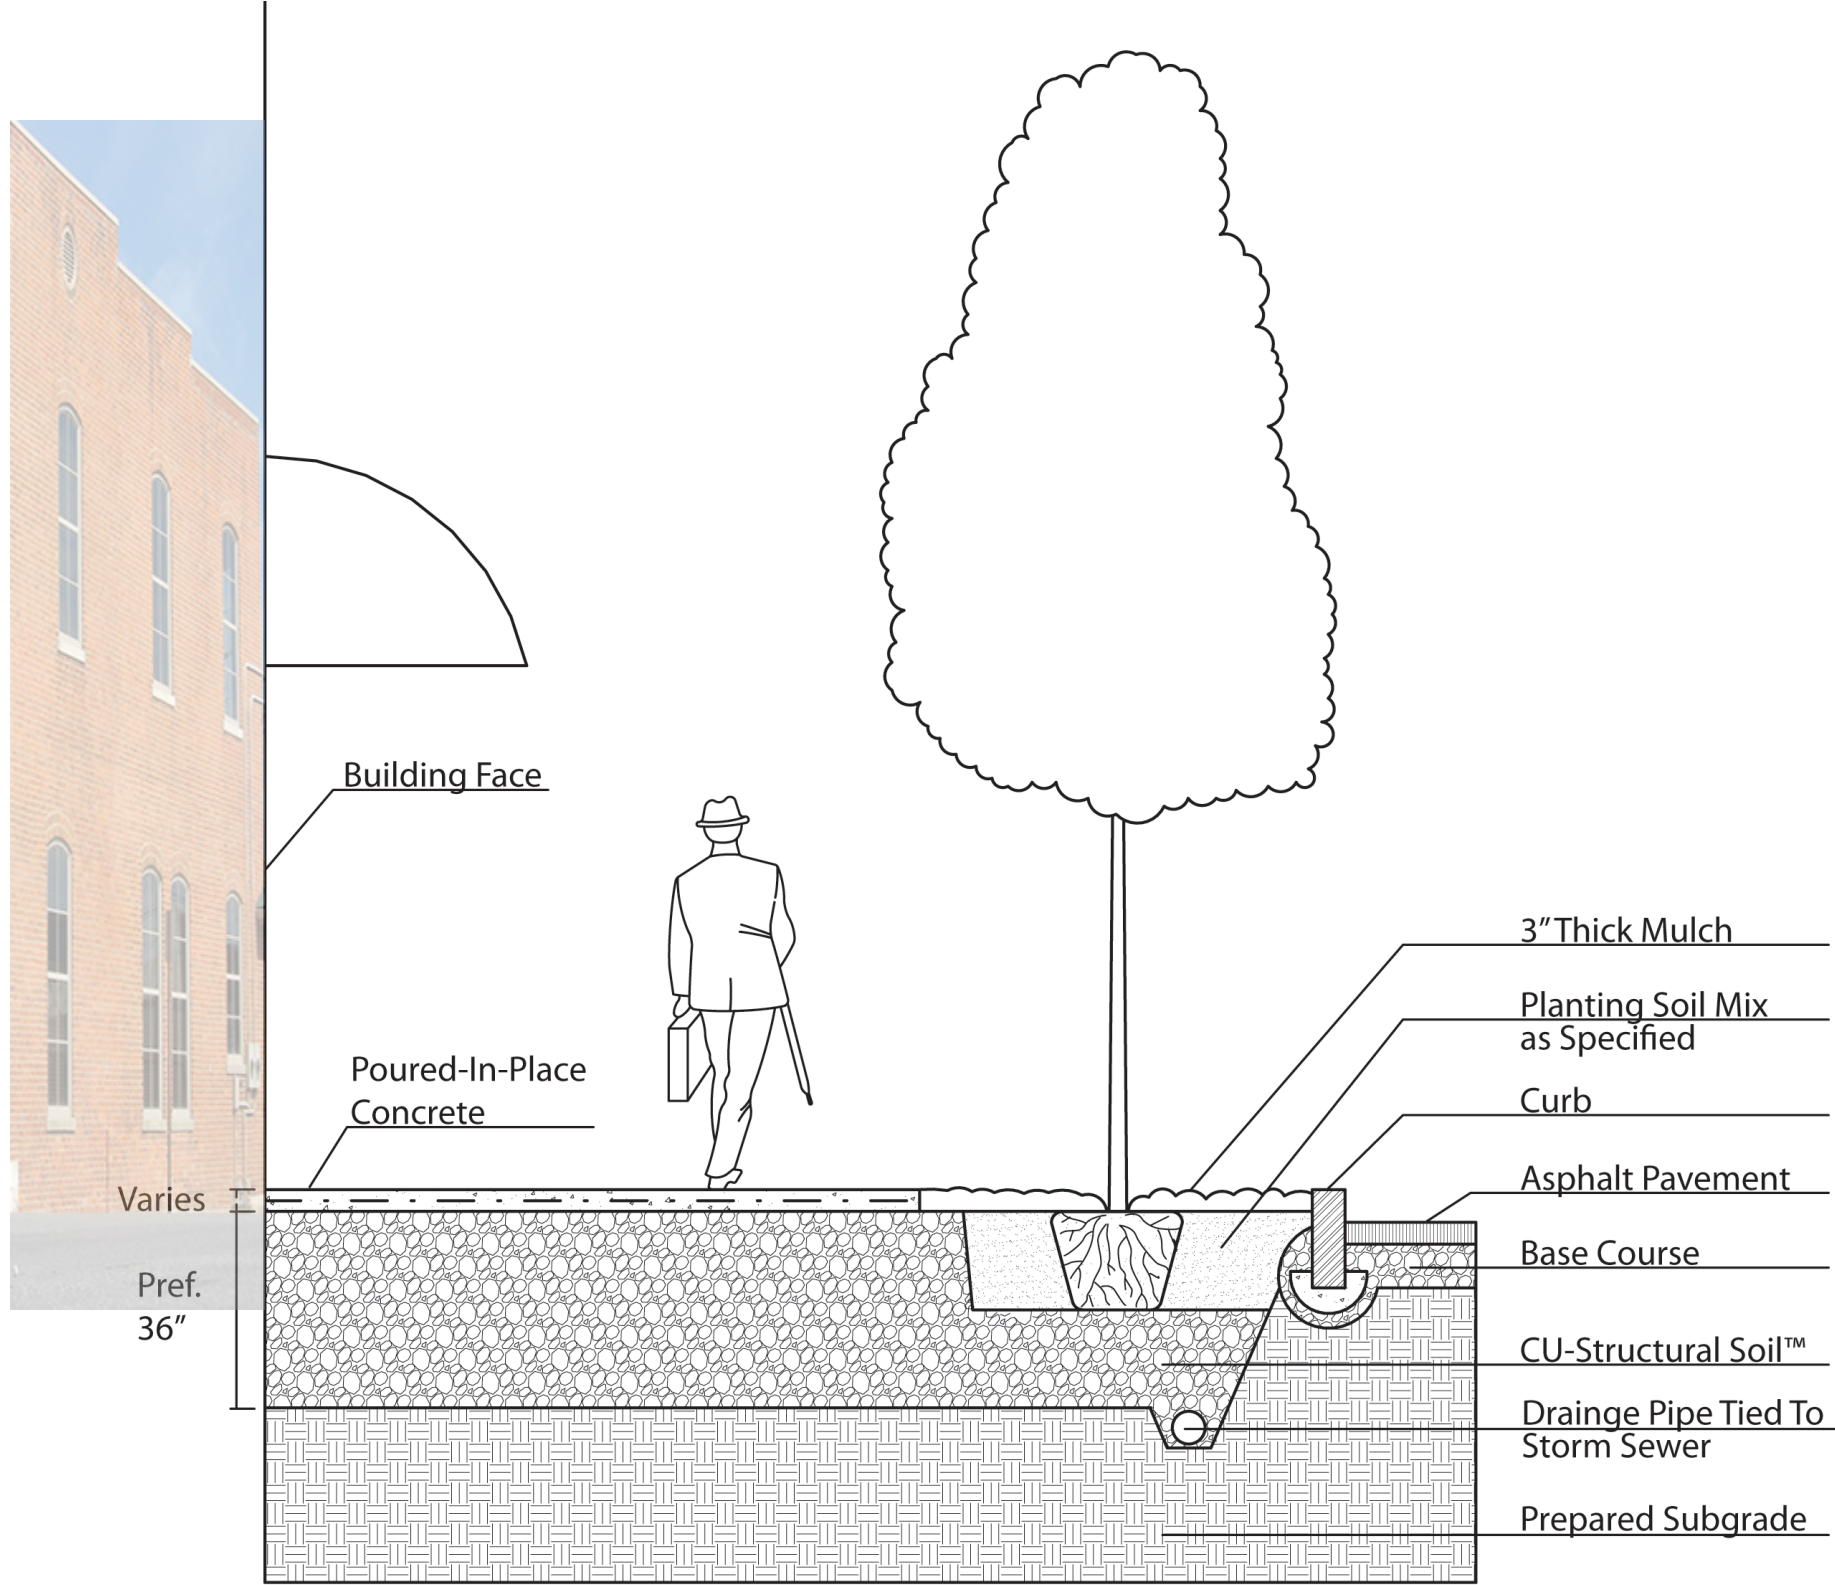 Building Face
Poured-In-Place
Concrete
Varies
Pref.
36”
3” Thick Mulch
Planting Soil Mix
as Specified
Curb
Asphalt Pavement
Base Course
CU-Structural Soil™
Drainge Pipe Tied To
Storm Sewer
Prepared Subgrade